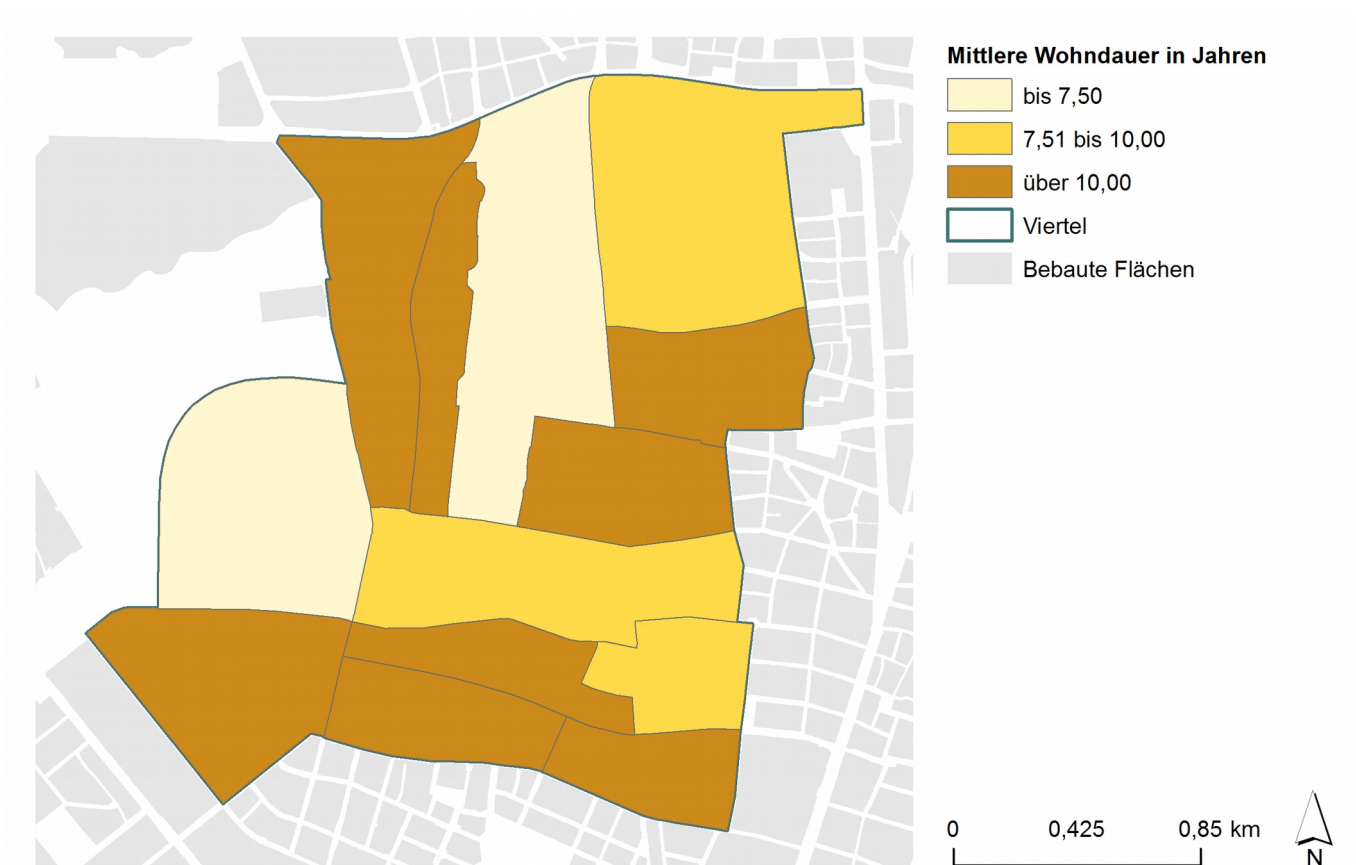 Mittlere Wohndauer in Jahren
bis 7,50
7,51 bis 10,00
über 10,00
Viertel
Bebaute Flächen
0 0,425 0,85 km
N